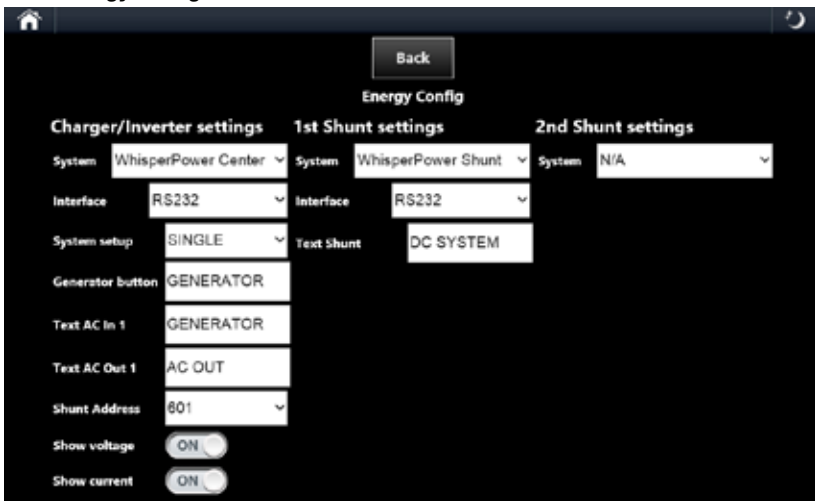 Back
Energy Config
Charger/Inverter settings 1st Shunt settings 2nd Shunt settings
System WhisperPower Center System WhisperPower Shunt System N/A
Interface RS232 Interface RS232
System setup SINGLE Text Shunt DC SYSTEM
Generator button GENERATOR
Text AC In 1 GENERATOR
Text AC Out 1 AC OUT
Shunt Address 601
Show voltage ON
Show current ON